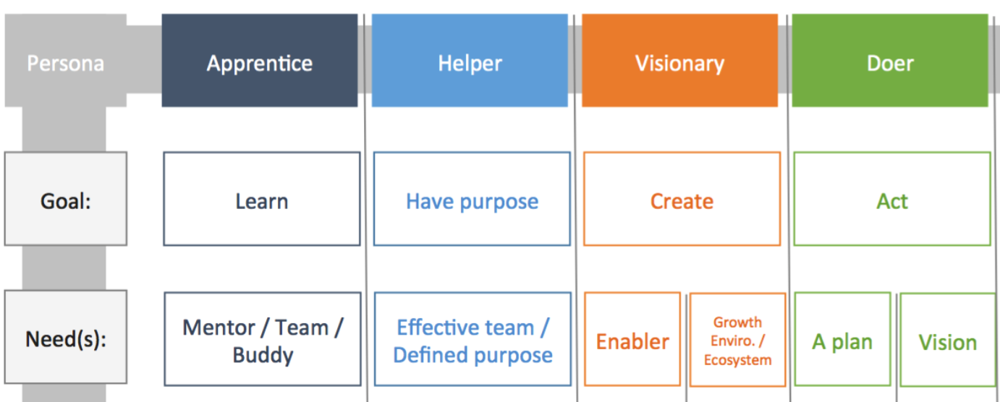 Persona
Apprentice
Helper
Visionary
Doer
Goal:
Learn
Have purpose
Create
Act
Need(s):
Mentor / Team /
Buddy
Effective team /
Defined purpose
Enabler
Growth
Enviro. /
Ecosystem
A plan
Vision